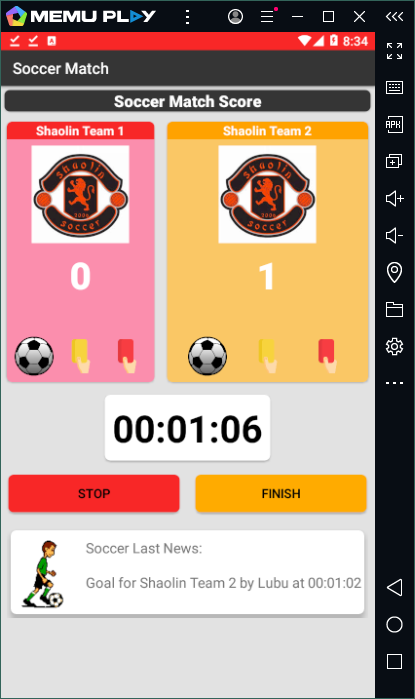 MEMU PLAY
8:34
Soccer Match
Soccer Match Score
Shaolin Team 1
Shaolin Team 2
Shaolin
2006
Soccer
Shaolin
2006
Soccer
0
1
00:01:06
STOP
FINISH
Soccer Last News:
Goal for Shaolin Team 2 by Lubu at 00:01:02